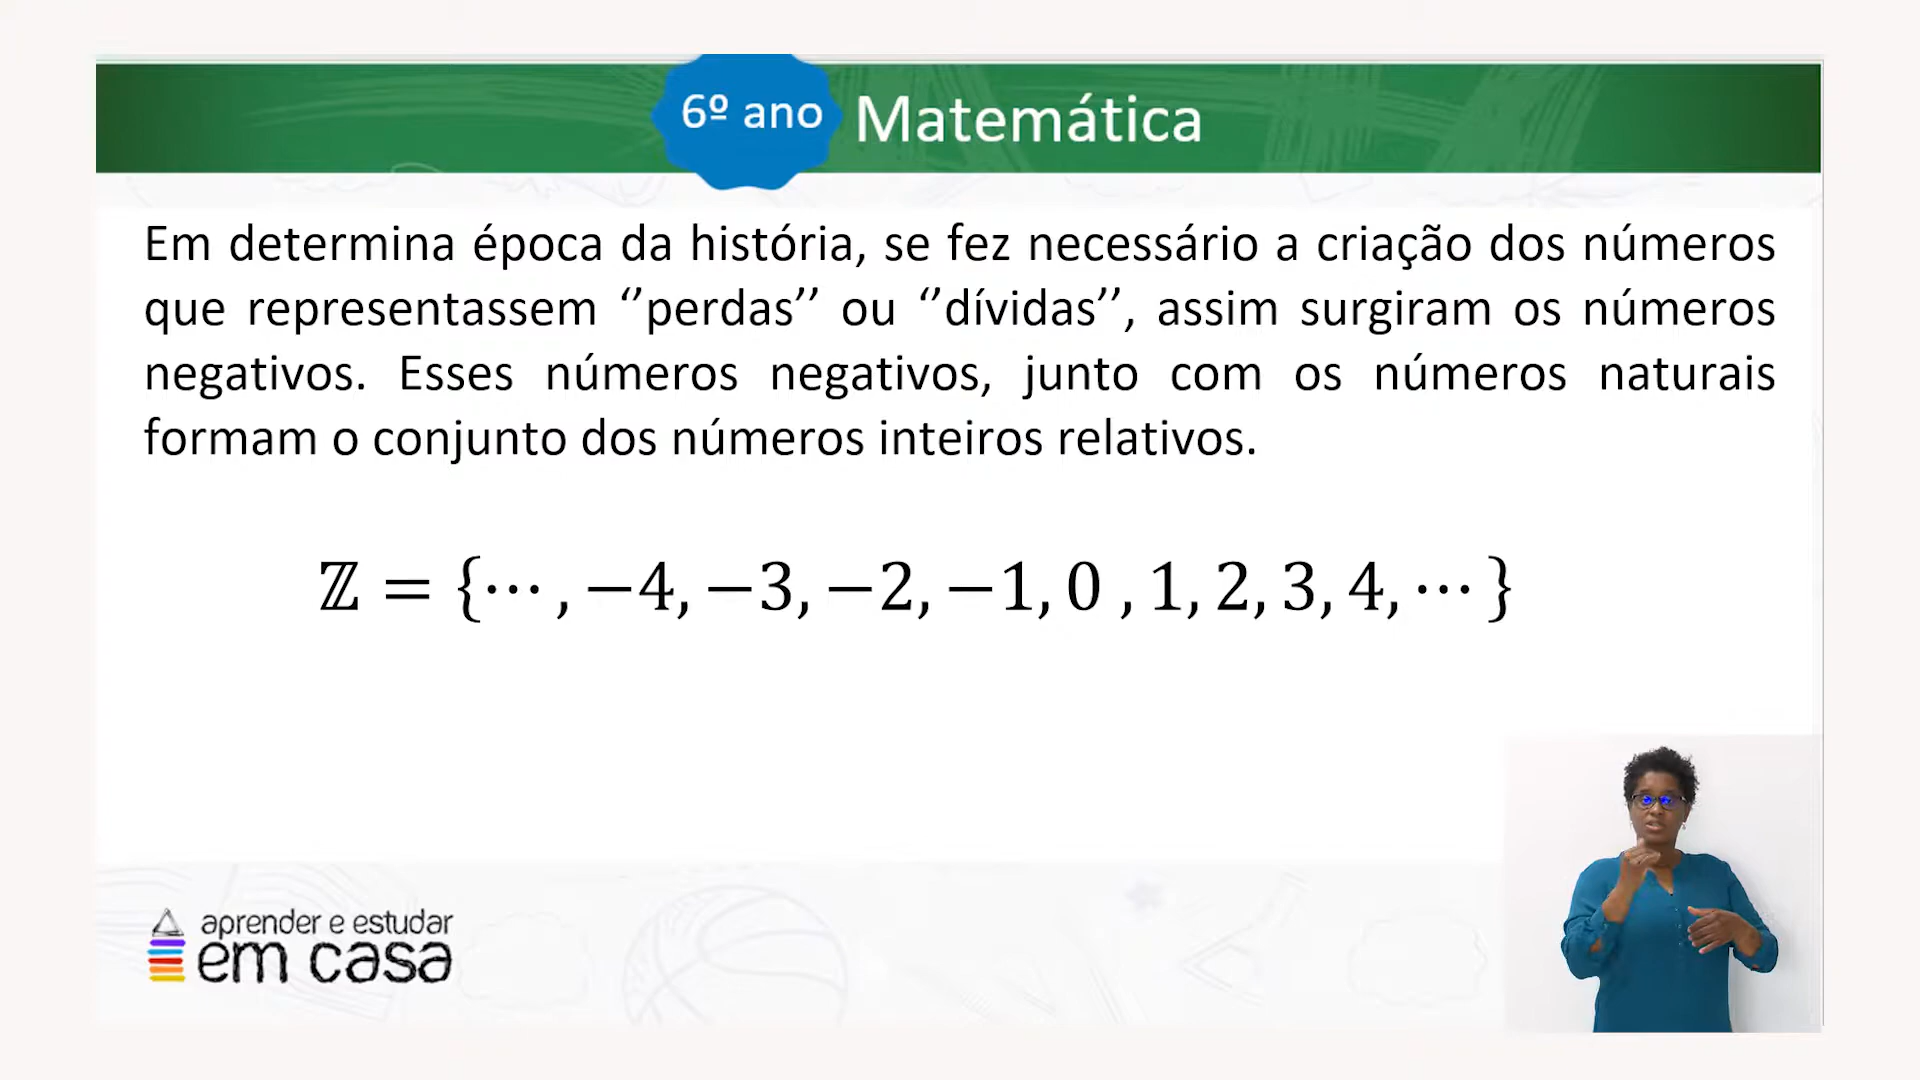 6º ano Matemática
Em determina época da história, se fez necessário a criação dos números
que representassem ‘’perdas’’ ou ‘’dívidas’’, assim surgiram os números
negativos. Esses números negativos, junto com os números naturais
formam o conjunto dos números inteiros relativos.
ℤ = {⋯ , −4, −3, −2, −1, 0 , 1, 2, 3, 4, ⋯ }
aprender e estudar
em casa